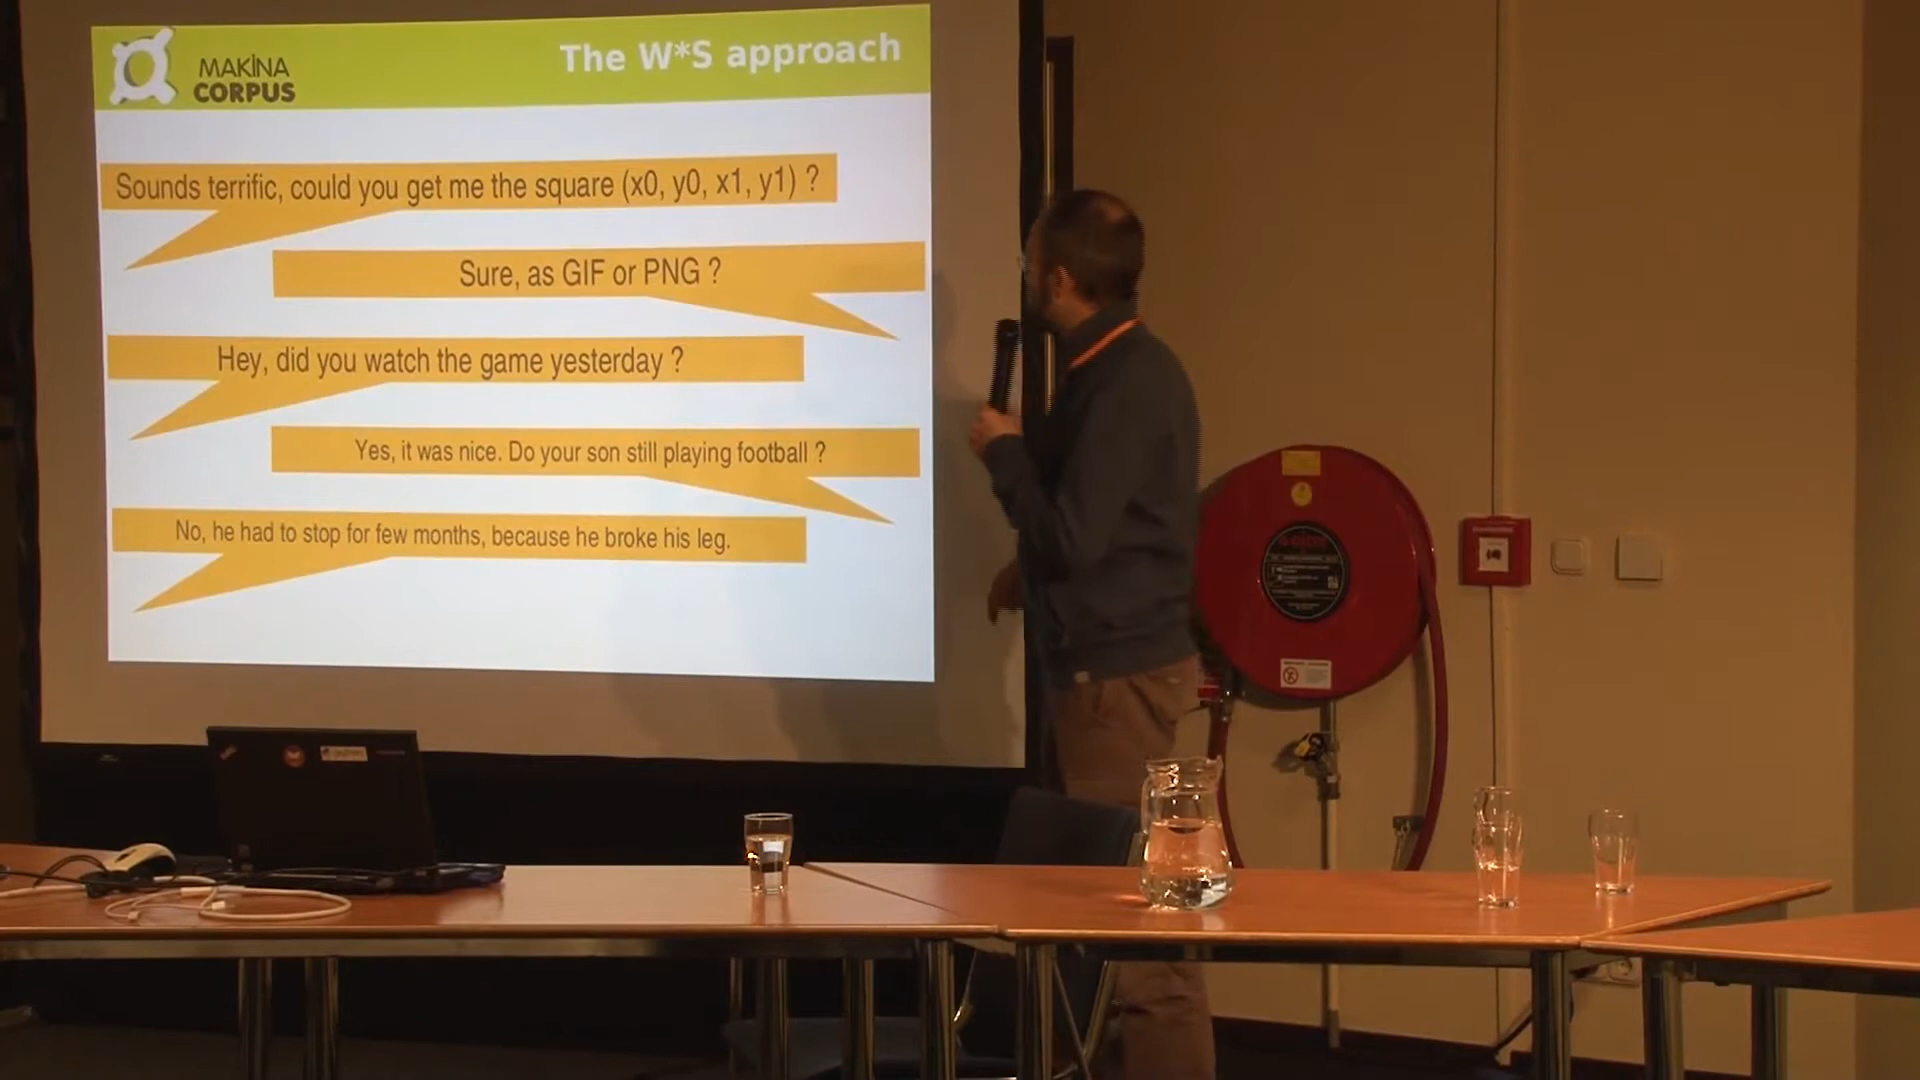 MAKINA
CORPUS
The W*S approach
Sounds terrific, could you get me the square (x0, y0, x1, y1) ?
Sure, as GIF or PNG ?
Hey, did you watch the game yesterday ?
Yes, it was nice. Do your son still playing football ?
No, he had to stop for few months, because he broke his leg.